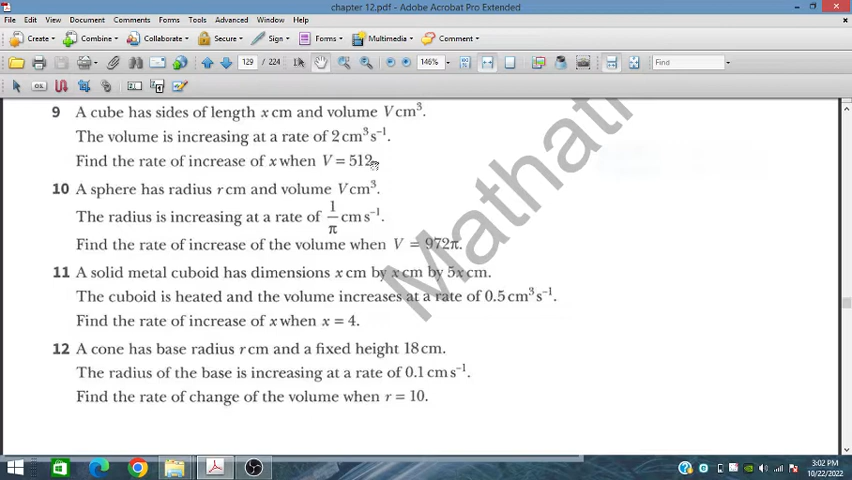 chapter 12.pdf - Adobe Acrobat Pro Extended
File Edit View Document Comments Forms Tools Advanced Window Help
Create Combine Collaborate Secure Sign Forms Multimedia Comment
129 / 224 146% Find
9 A cube has sides of length x cm and volume V cm³.
The volume is increasing at a rate of 2 cm³ s⁻¹.
Find the rate of increase of x when V = 512.
10 A sphere has radius r cm and volume V cm³.
The radius is increasing at a rate of 1/π cm s⁻¹.
Find the rate of increase of the volume when V = 972π.
11 A solid metal cuboid has dimensions x cm by x cm by 5x cm.
The cuboid is heated and the volume increases at a rate of 0.5 cm³ s⁻¹.
Find the rate of increase of x when x = 4.
12 A cone has base radius r cm and a fixed height 18 cm.
The radius of the base is increasing at a rate of 0.1 cm s⁻¹.
Find the rate of change of the volume when r = 10.
3:02 PM
10/22/2022